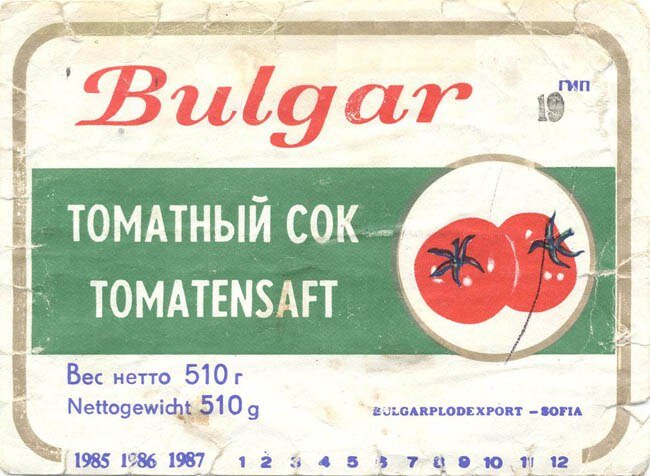 Bulgar
ГИП
19
ТОМАТНЫЙ СОК
TOMATENSAFT
Вес нетто 510 г
Nettogewicht 510 g
BULGARPLODEXPORT – SOFIA
1985 1986 1987 1 2 3 4 5 6 7 8 9 10 11 12